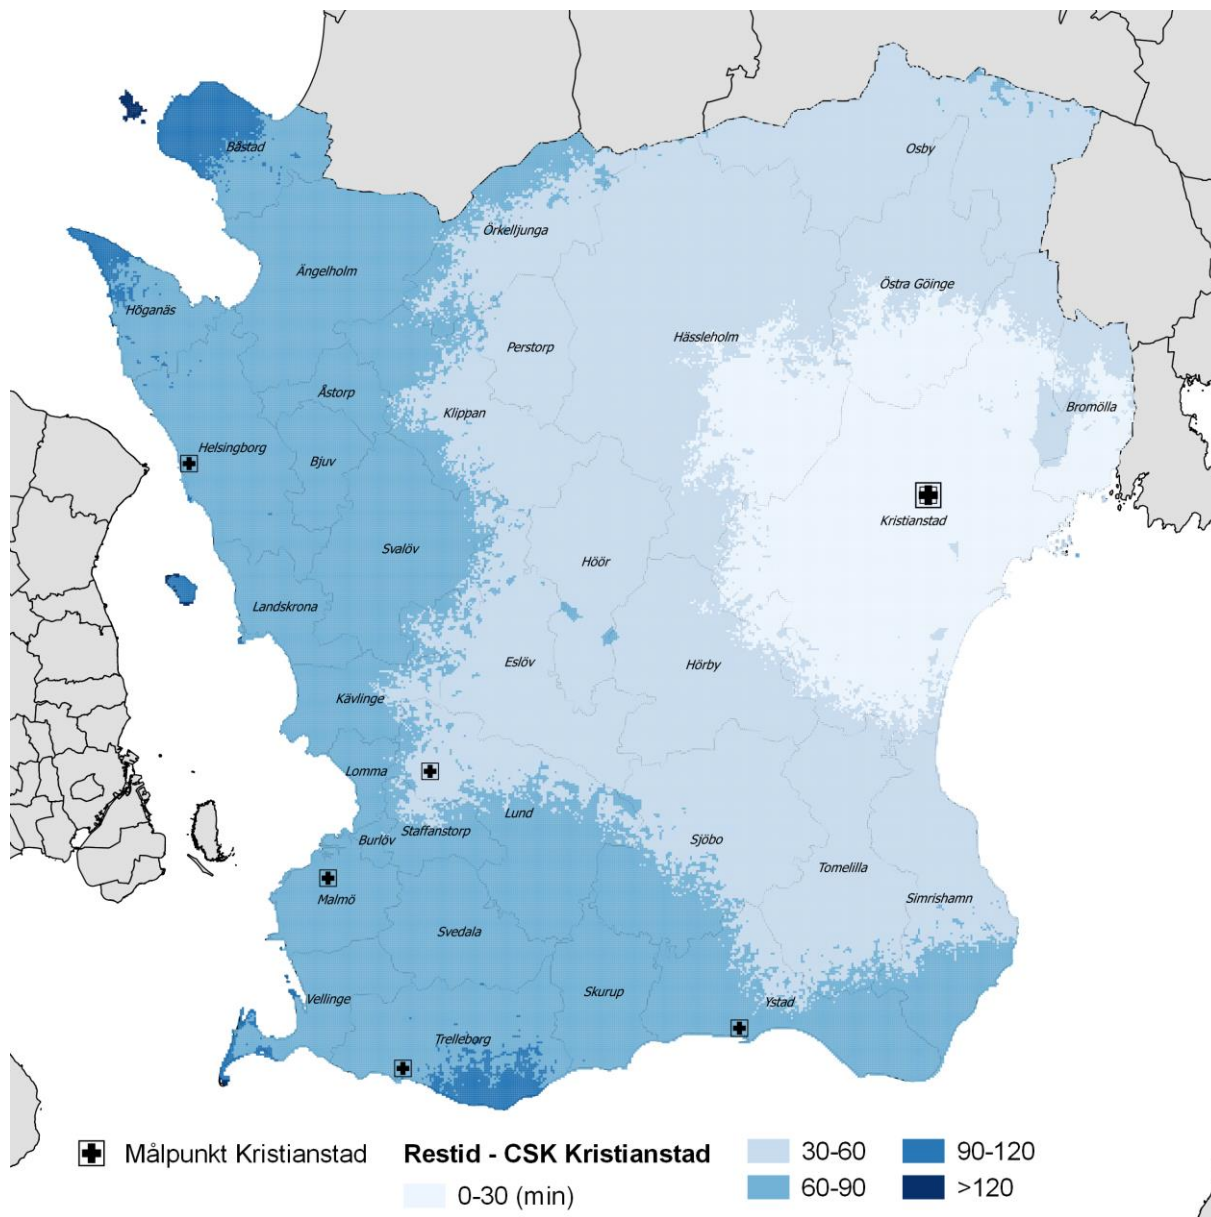 Båstad
Osby
Örkelljunga
Ängelholm
Östra Göinge
Höganäs
Hässleholm
Perstorp
Åstorp
Bromölla
Klippan
Helsingborg
Bjuv
Kristianstad
Svalöv
Höör
Landskrona
Eslöv
Hörby
Kävlinge
Lomma
Lund
Staffanstorp
Burlöv
Sjöbo
Tomelilla
Malmö
Simrishamn
Svedala
Skurup
Vellinge
Ystad
Trelleborg
Målpunkt Kristianstad
Restid - CSK Kristianstad
0-30 (min)
30-60
60-90
90-120
>120